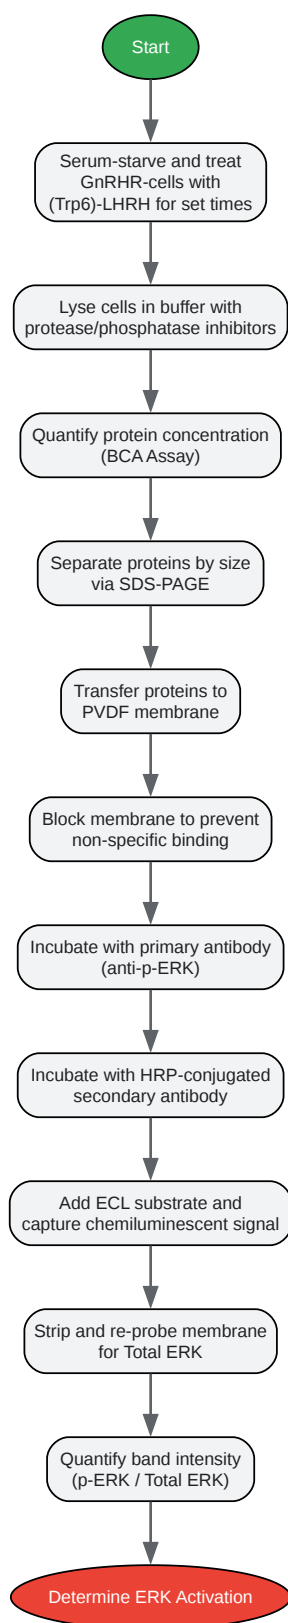 Start
Serum-starve and treat
GnRHR-cells with
(Trp6)-LHRH for set times
Lyse cells in buffer with
protease/phosphatase inhibitors
Quantify protein concentration
(BCA Assay)
Separate proteins by size
via SDS-PAGE
Transfer proteins to
PVDF membrane
Block membrane to prevent
non-specific binding
Incubate with primary antibody
(anti-p-ERK)
Incubate with HRP-conjugated
secondary antibody
Add ECL substrate and
capture chemiluminescent signal
Strip and re-probe membrane
for Total ERK
Quantify band intensity
(p-ERK / Total ERK)
Determine ERK Activation